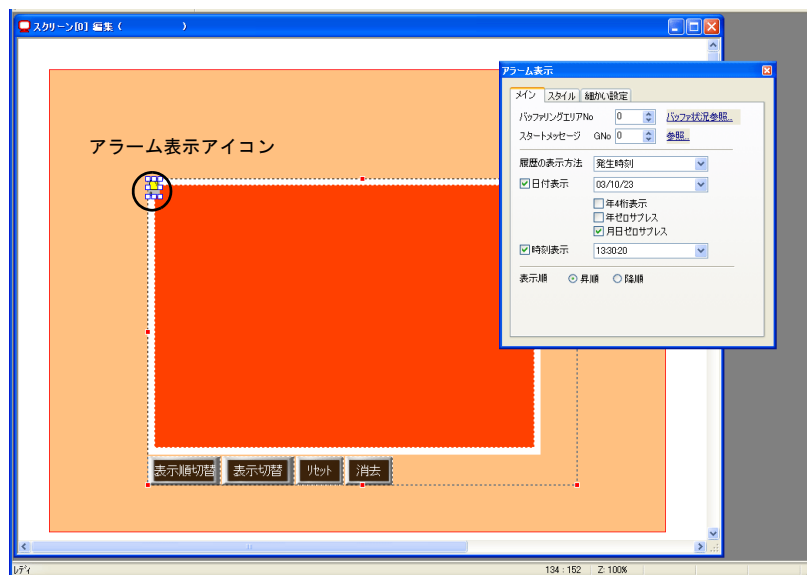 スクリーン[0] 編集 (          )
アラーム表示アイコン
表示順切替
表示切替
リセット
消去
アラーム表示
メイン
スタイル
細かい設定
バッファリングエリアNo 0 バッファ状況参照...
スタートメッセージ GNo 0 参照...
履歴の表示方法 発生時刻
日付表示 03/10/23
年4桁表示
年ゼロサプレス
月日ゼロサプレス
時刻表示 13:30:20
表示順 昇順 降順
レディ
134 : 152 Z: 100%